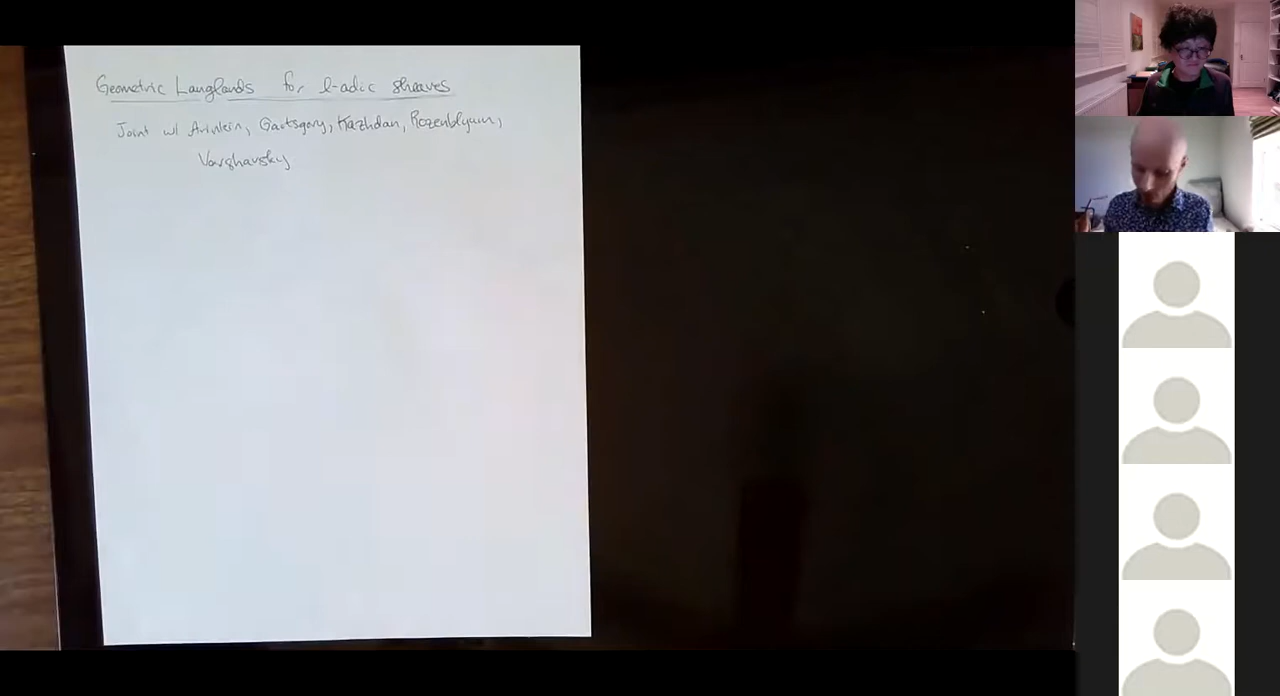 Geometric Langlands for l-adic sheaves
Joint w/ Arinkin, Gaitsgory, Kazhdan, Rozenblyum,
Varshavsky